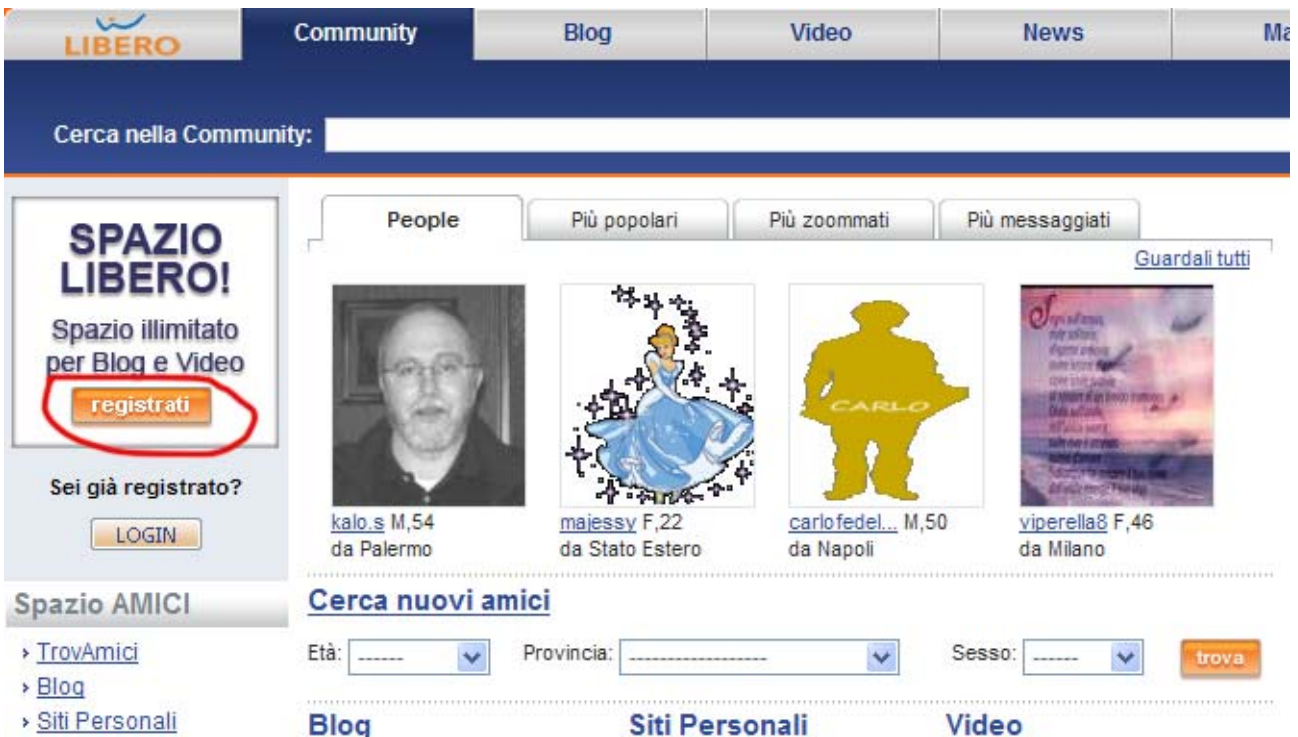 LIBERO
Community
Blog
Video
News
Ma
Cerca nella Community:
SPAZIO
LIBERO!
Spazio illimitato
per Blog e Video
registrati
Sei già registrato?
LOGIN
Spazio AMICI
TrovAmici
Blog
Siti Personali
People
Più popolari
Più zoommati
Più messaggiati
Guardali tutti
CARLO
kalo.s M,54
da Palermo
majessy F,22
da Stato Estero
carlofedel... M,50
da Napoli
viperella8 F,46
da Milano
Cerca nuovi amici
Età: ------
Provincia: ------------------
Sesso: ------
trova
Blog
Siti Personali
Video